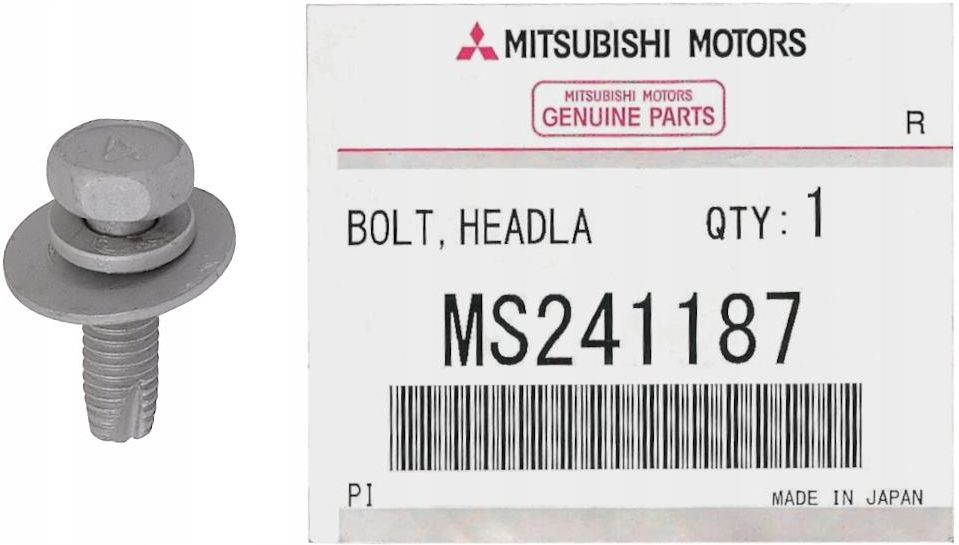 MITSUBISHI MOTORS
MITSUBISHI MOTORS
GENUINE PARTS
R
BOLT, HEADLA QTY: 1
MS241187
PI MADE IN JAPAN